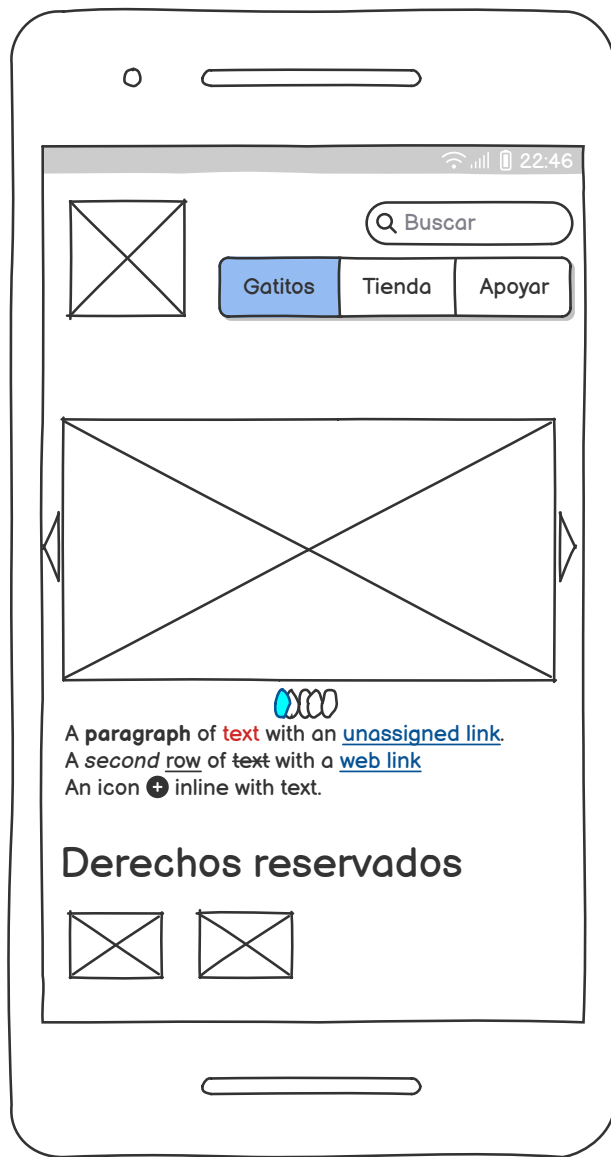 22:46
Buscar
Gatitos Tienda Apoyar
A paragraph of text with an unassigned link.
A second row of text with a web link
An icon inline with text.
Derechos reservados